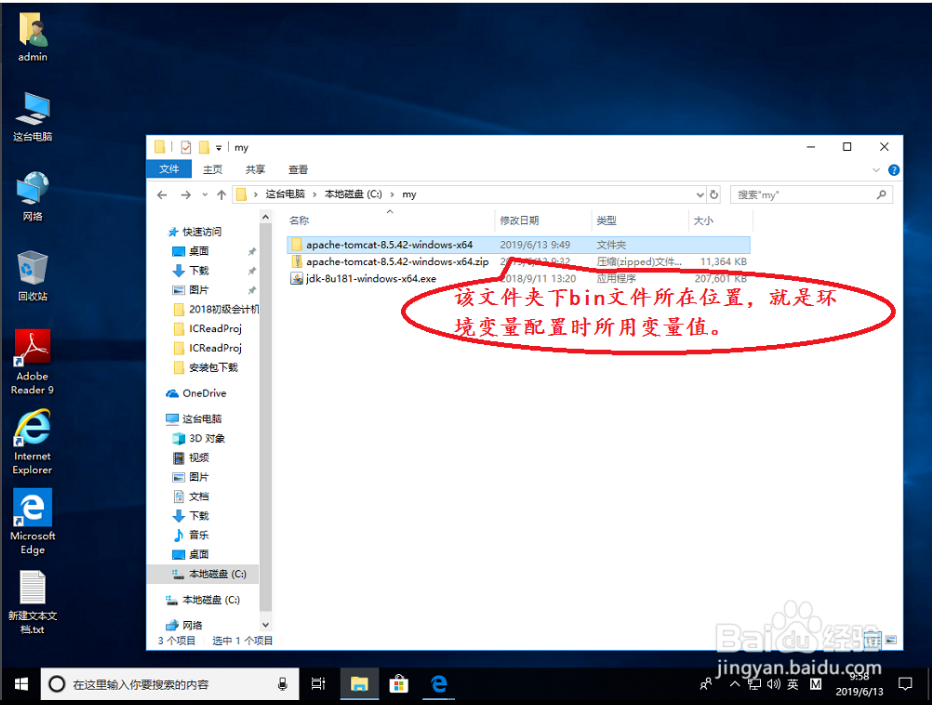 admin
这台电脑
网络
回收站
Adobe
Reader 9
Internet
Explorer
Microsoft
Edge
新建文本文
档.txt
my
文件
主页
共享
查看
这台电脑 › 本地磁盘 (C:) › my
搜索"my"
名称
修改日期
类型
大小
apache-tomcat-8.5.42-windows-x64
2019/6/13 9:49
文件夹
apache-tomcat-8.5.42-windows-x64.zip
2019/6/13 9:32
压缩(zipped)文件...
11,364 KB
jdk-8u181-windows-x64.exe
2018/9/11 13:20
应用程序
207,601 KB
该文件夹下bin文件所在位置，就是环
境变量配置时所用变量值。
快速访问
桌面
下载
图片
2018初级会计机
ICReadProj
ICReadProj
安装包下载
OneDrive
这台电脑
3D 对象
视频
图片
文档
下载
音乐
桌面
本地磁盘 (C:)
本地磁盘 (C:)
网络
3 个项目
选中 1 个项目
Baidu经验
jingyan.baidu.com
在这里输入你要搜索的内容
英
M
9:58
2019/6/13